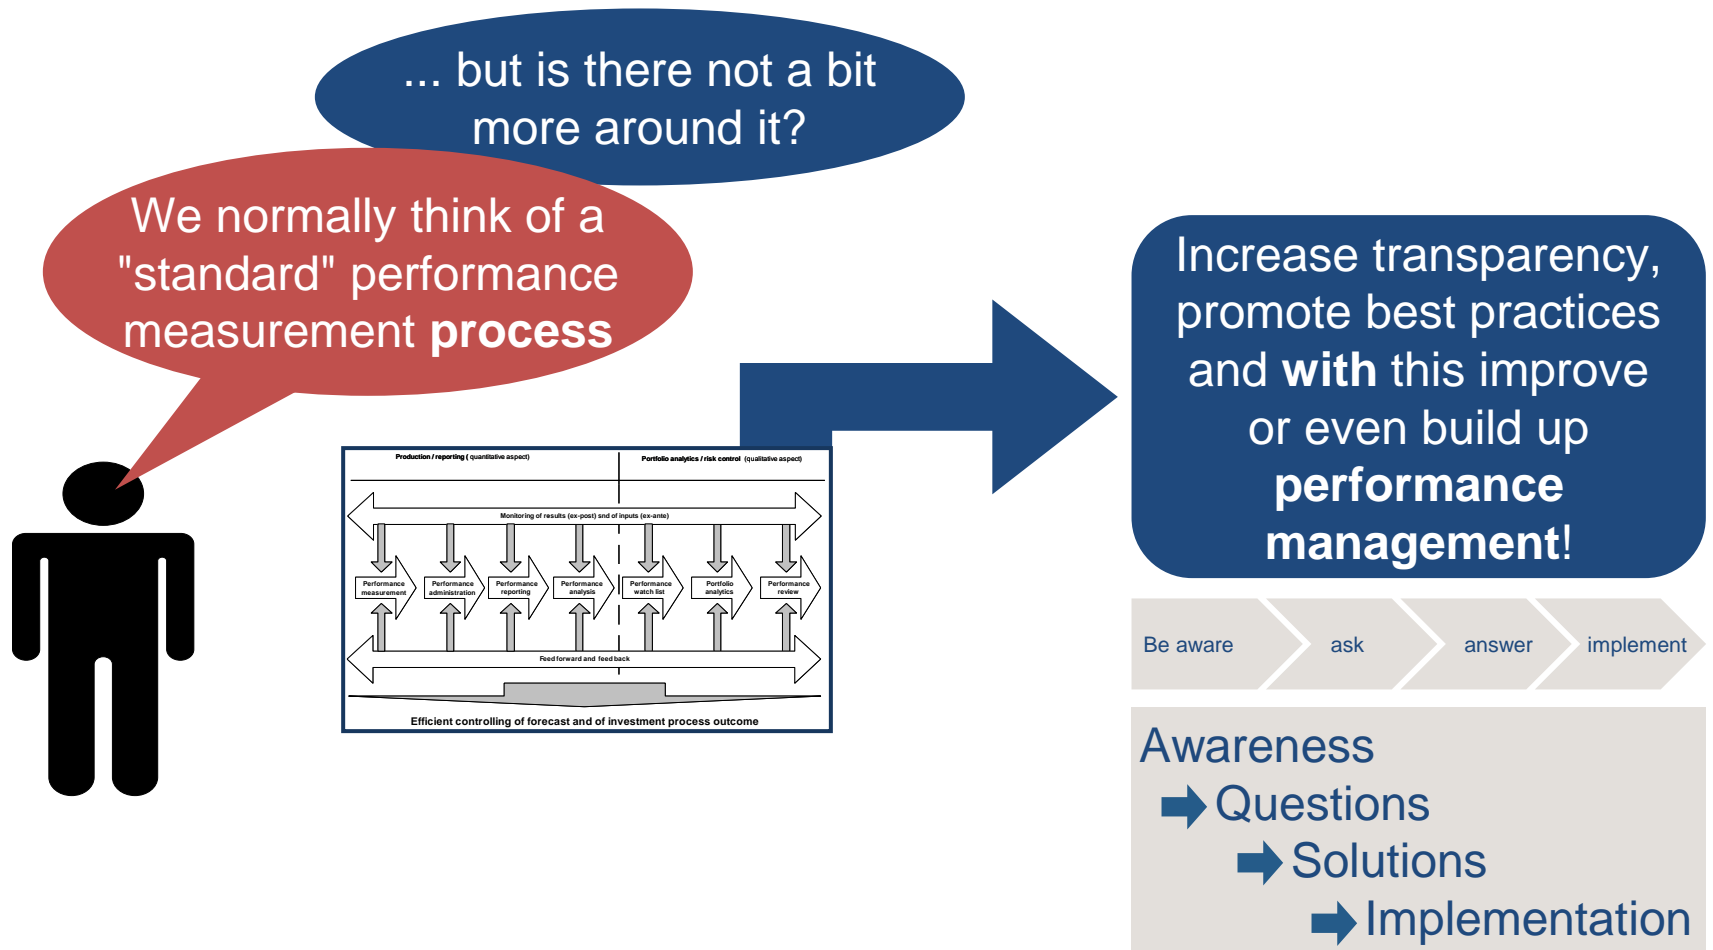 ... but is there not a bit
more around it?
We normally think of a
"standard" performance
measurement process
Increase transparency,
promote best practices
and with this improve
or even build up
performance
management!
Production / reporting ( quantitative aspect)
Portfolio analytics / risk control (qualitative aspect)
Monitoring of results (ex-post) snd of inputs (ex-ante)
Performance
measurement
Performance
administration
Performance
reporting
Performance
analysis
Performance
watch list
Portfolio
analytics
Performance
review
Feed forward and feed back
Efficient controlling of forecast and of investment process outcome
Be aware
ask
answer
implement
Awareness
Questions
Solutions
Implementation